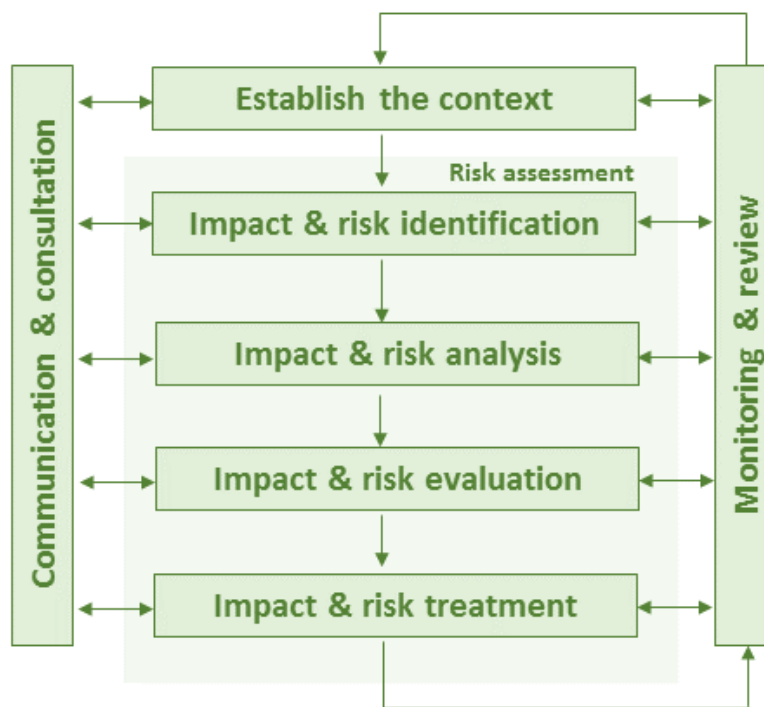 Establish the context
Risk assessment
Impact & risk identification
Impact & risk analysis
Impact & risk evaluation
Impact & risk treatment
Communication & consultation
Monitoring & review